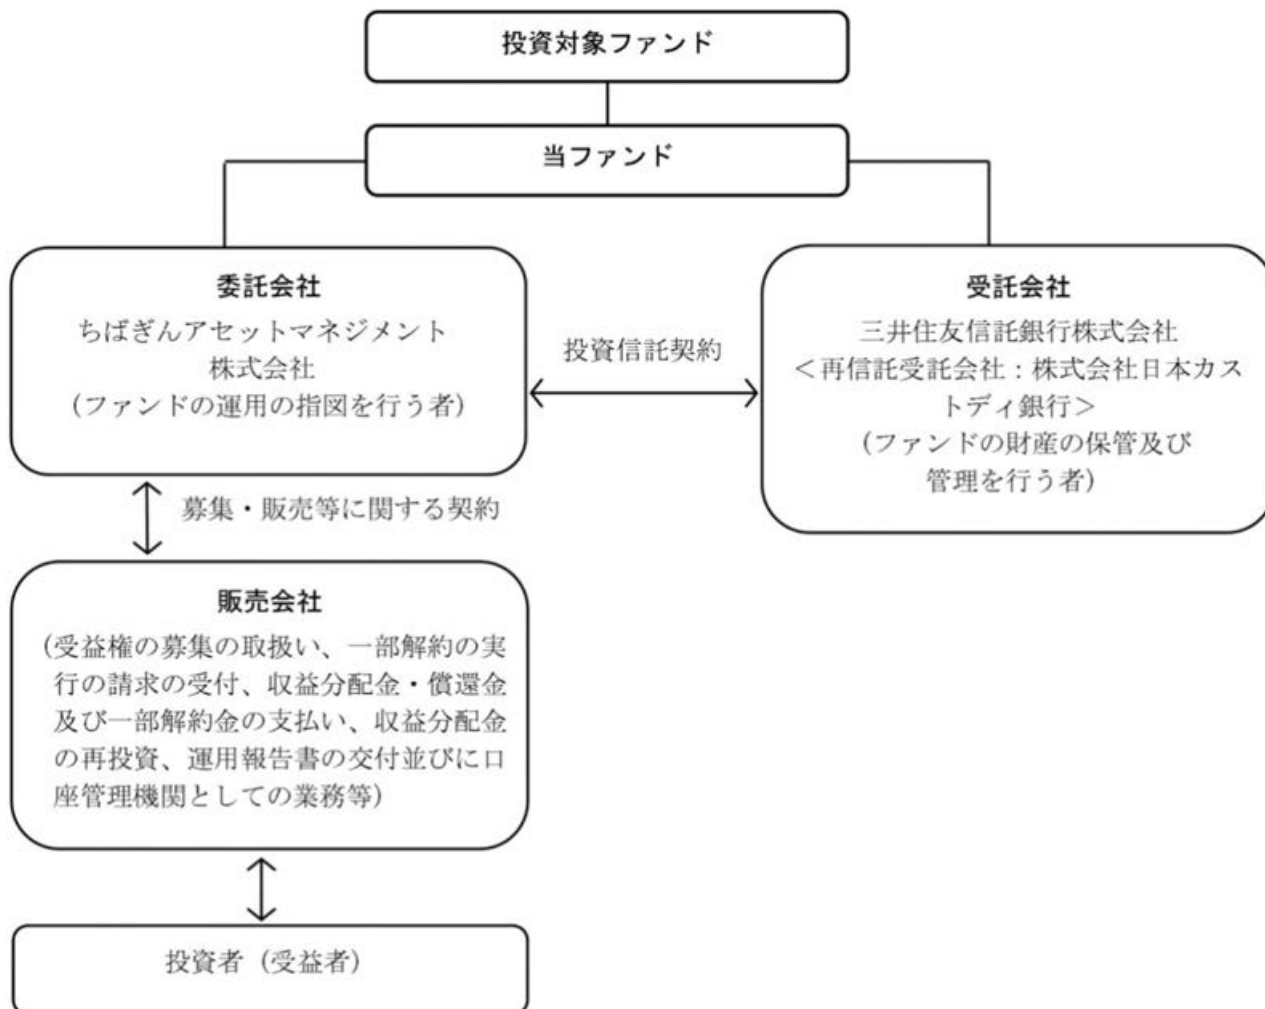 投資対象ファンド
当ファンド
委託会社
ちばぎんアセットマネジメント
株式会社
(ファンドの運用の指図を行う者)
投資信託契約
受託会社
三井住友信託銀行株式会社
＜再信託受託会社：株式会社日本カス
トディ銀行＞
(ファンドの財産の保管及び
管理を行う者)
募集・販売等に関する契約
販売会社
(受益権の募集の取扱い、一部解約の実
行の請求の受付、収益分配金・償還金
及び一部解約金の支払い、収益分配金
の再投資、運用報告書の交付並びに口
座管理機関としての業務等)
投資者（受益者）